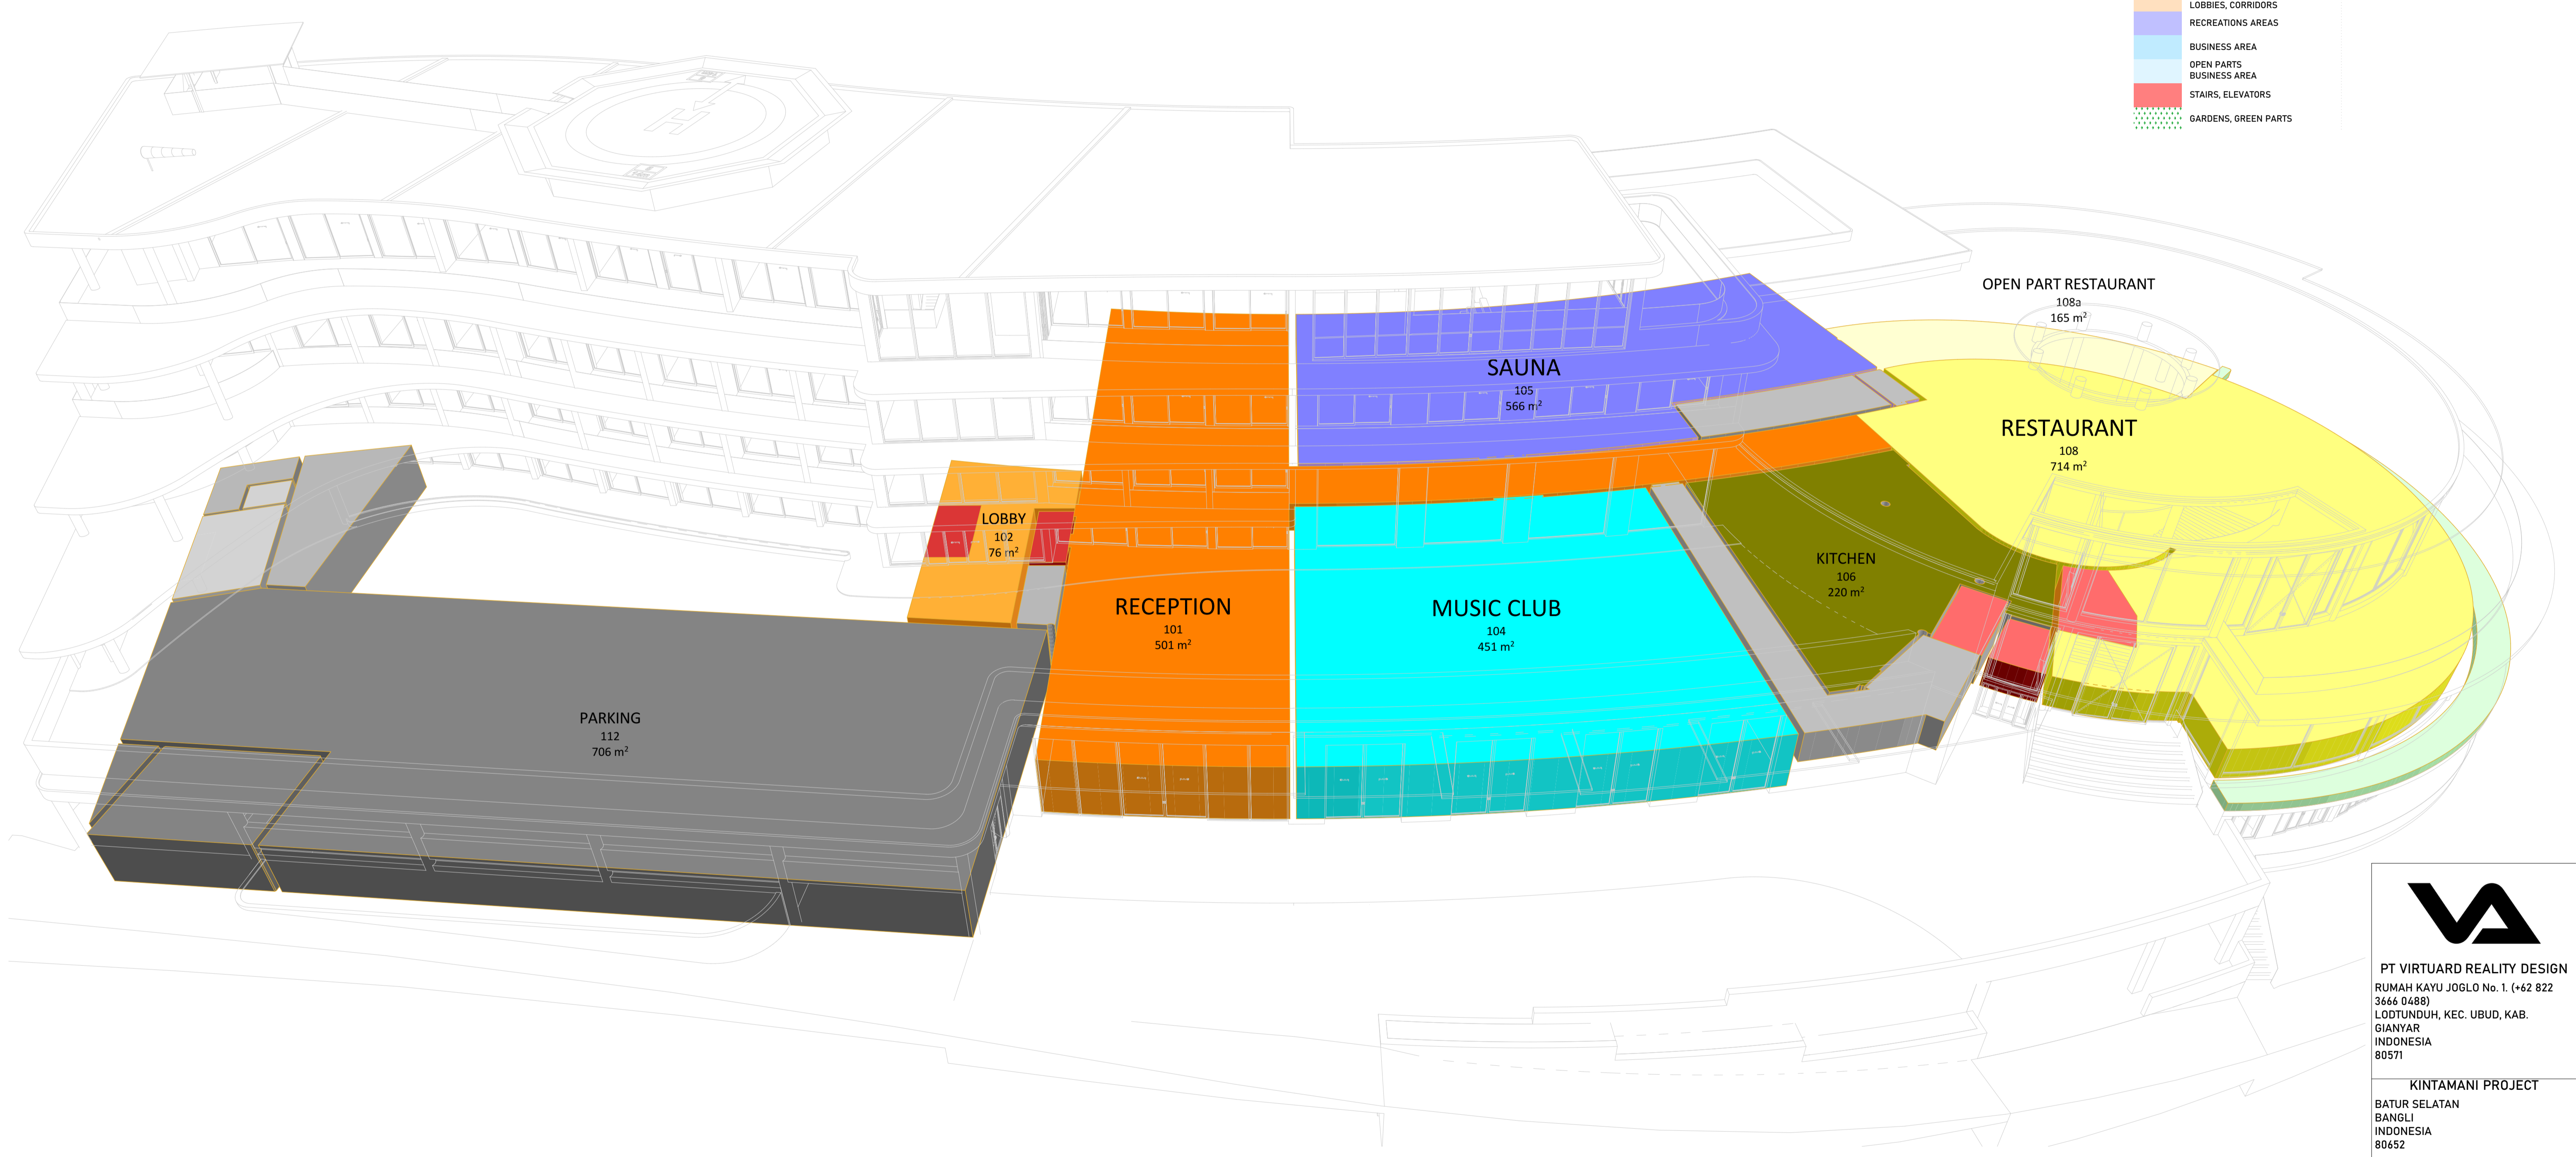 LOBBIES, CORRIDORS
RECREATIONS AREAS
BUSINESS AREA
OPEN PARTS
BUSINESS AREA
STAIRS, ELEVATORS
GARDENS, GREEN PARTS
H
OPEN PART RESTAURANT
108a
165 m²
SAUNA
105
566 m²
RESTAURANT
108
714 m²
LOBBY
102
76 m²
KITCHEN
106
220 m²
RECEPTION
101
501 m²
MUSIC CLUB
104
451 m²
PARKING
112
706 m²
PT VIRTUARD REALITY DESIGN
RUMAH KAYU JOGLO No. 1. (+62 822
3666 0488)
LODTUNDUH, KEC. UBUD, KAB.
GIANYAR
INDONESIA
80571
KINTAMANI PROJECT
BATUR SELATAN
BANGLI
INDONESIA
80652